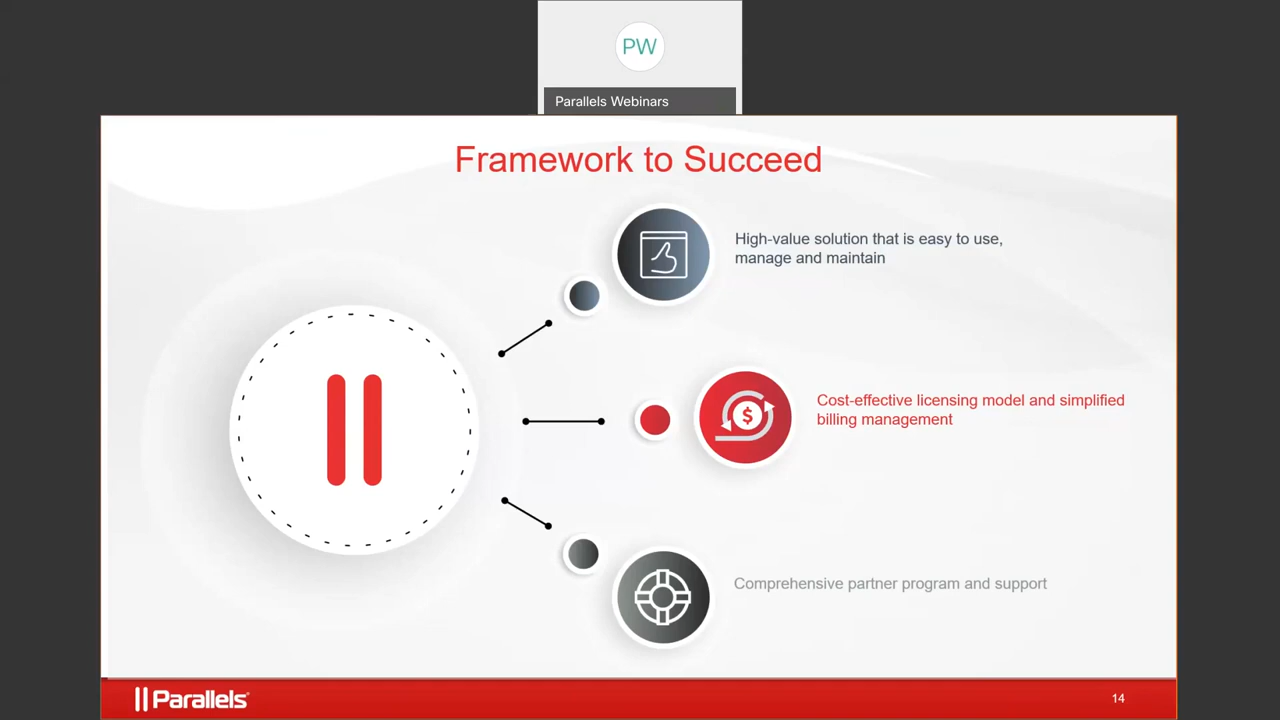 PW
Parallels Webinars
Framework to Succeed
High-value solution that is easy to use,
manage and maintain
Cost-effective licensing model and simplified
billing management
$
Comprehensive partner program and support
Parallels®
14